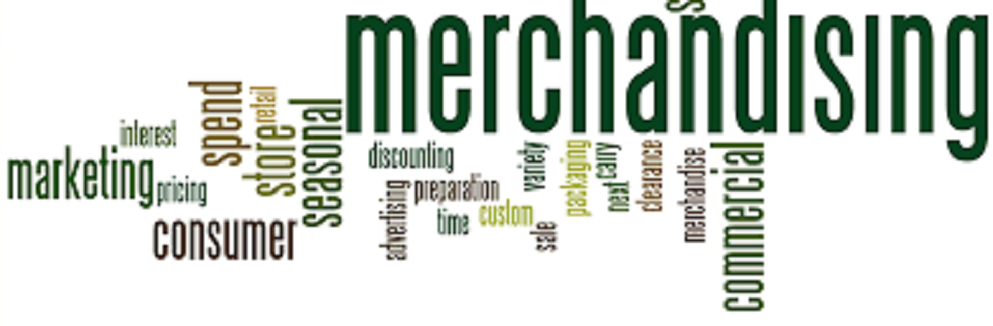 merchandising
spend
retail
store
seasonal
interest
marketing
pricing
consumer
discounting
variety
packaging
carry
next
clearance
merchandise
commercial
advertising
preparation
time
custom
sale